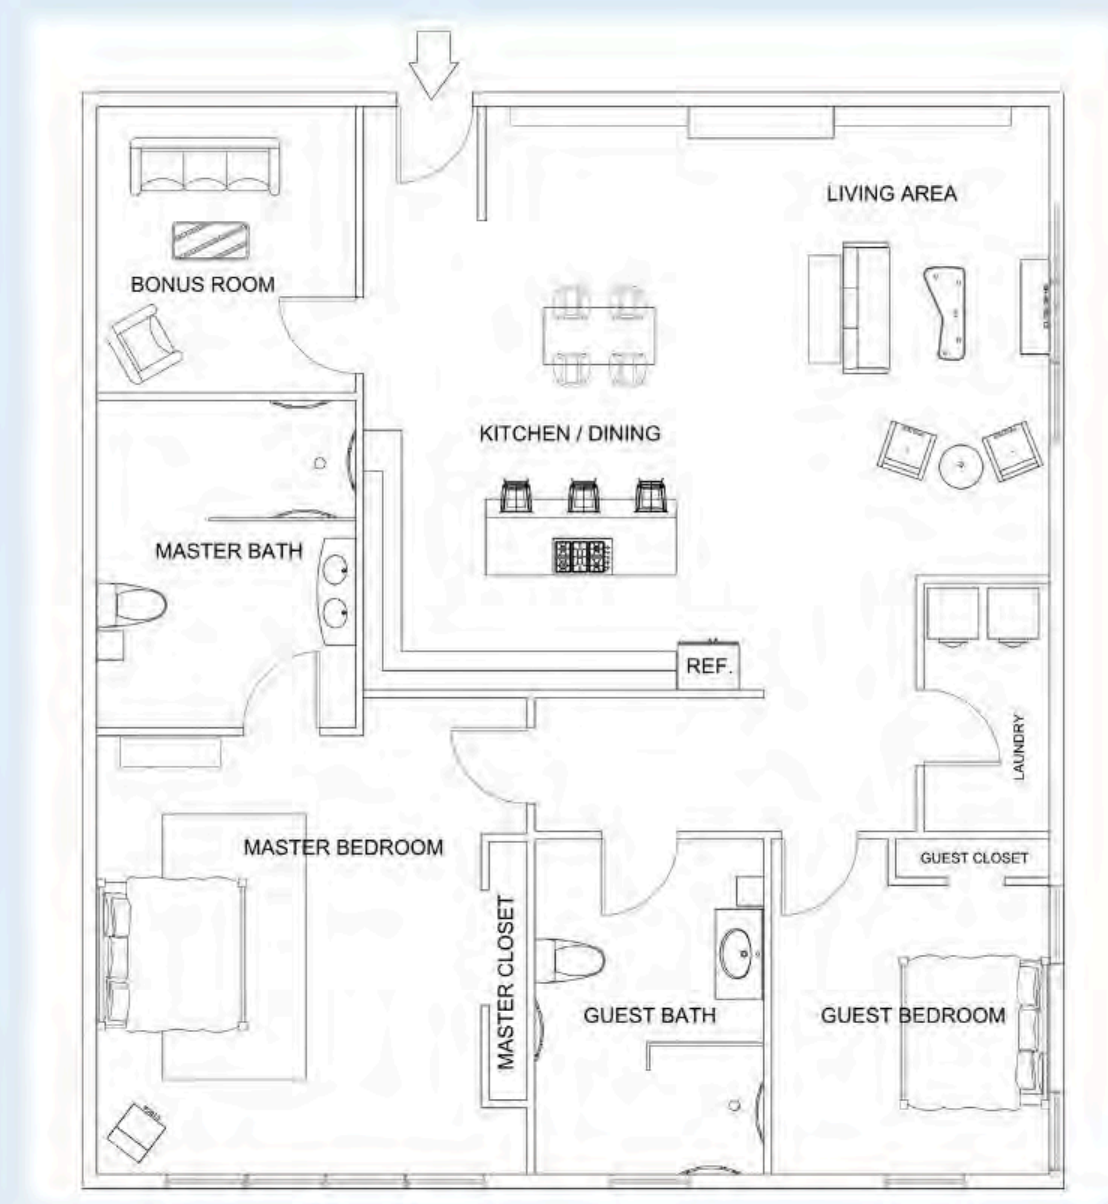 LIVING AREA
BONUS ROOM
KITCHEN / DINING
MASTER BATH
REF.
LAUNDRY
MASTER BEDROOM
GUEST CLOSET
MASTER CLOSET
GUEST BATH
GUEST BEDROOM